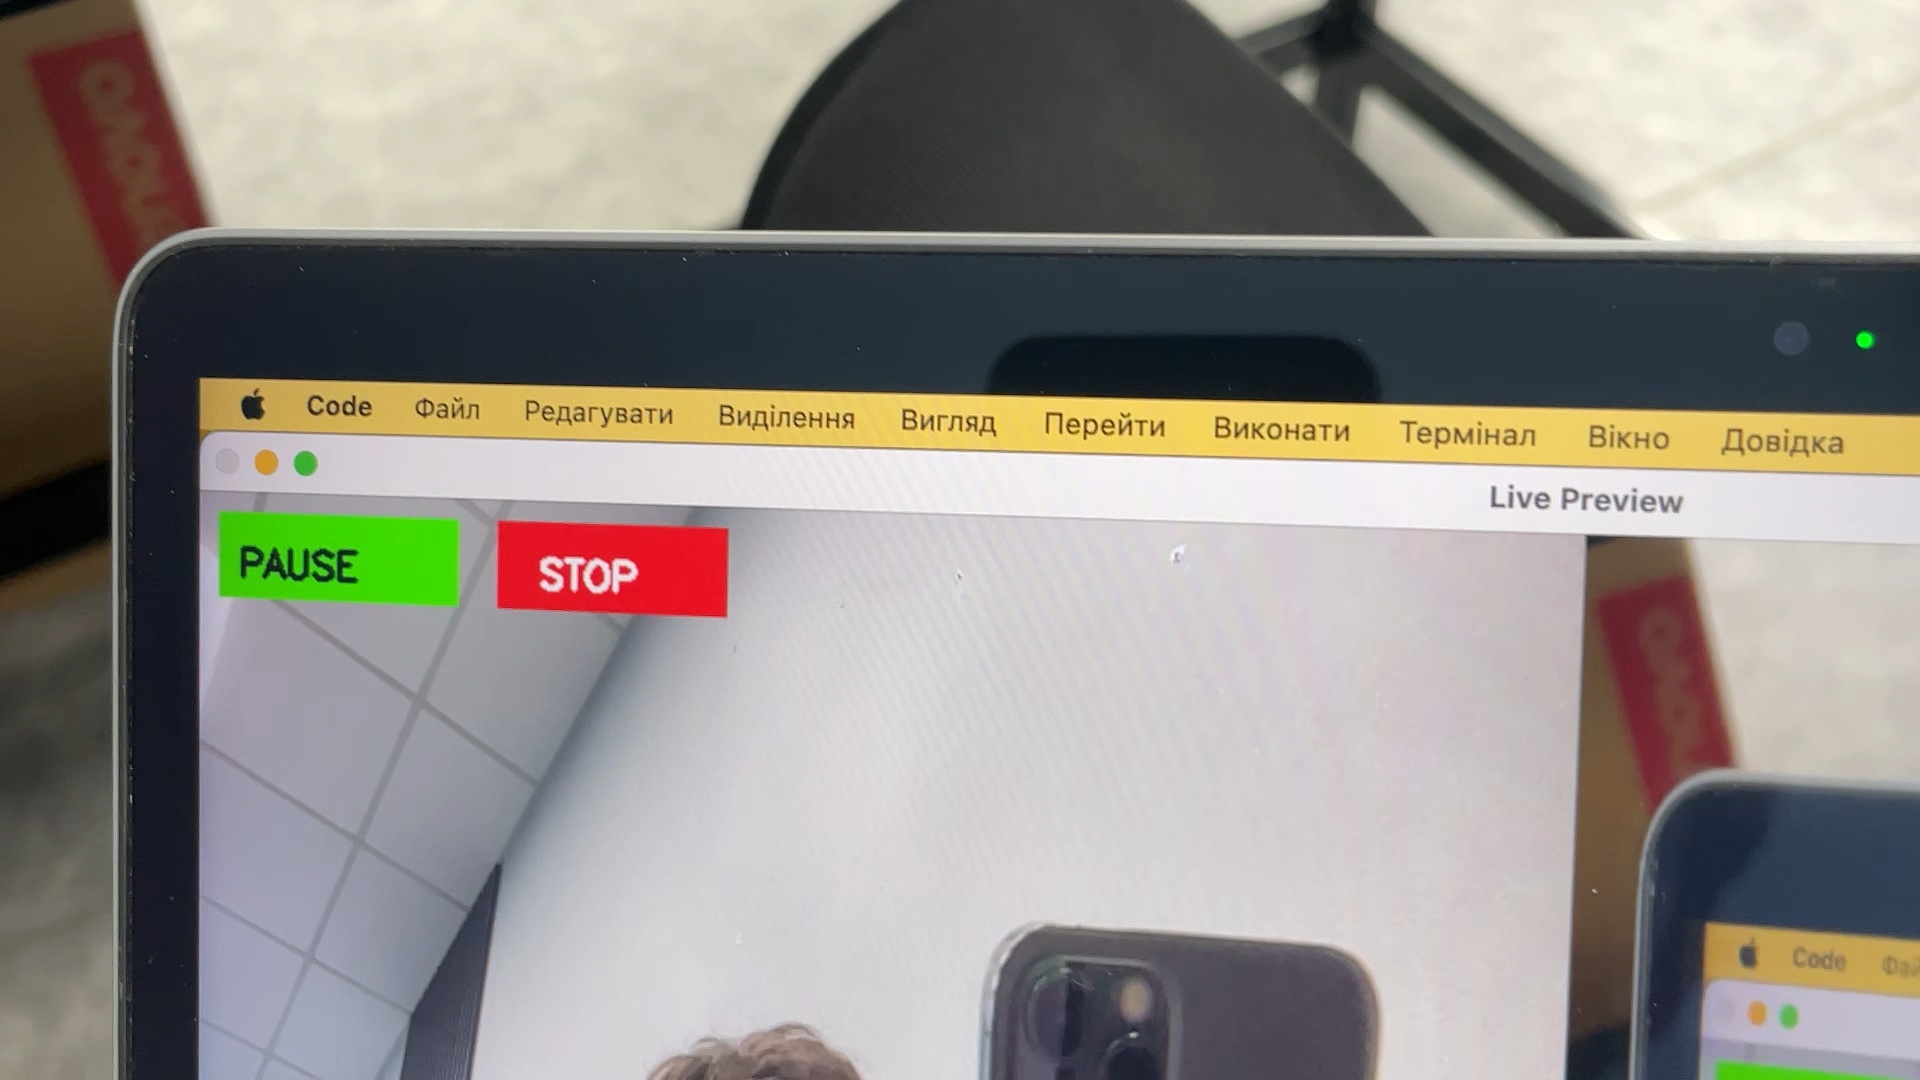 Code Файл Редагувати Виділення Вигляд Перейти Виконати Термінал Вікно Довідка
Live Preview
PAUSE STOP
Code